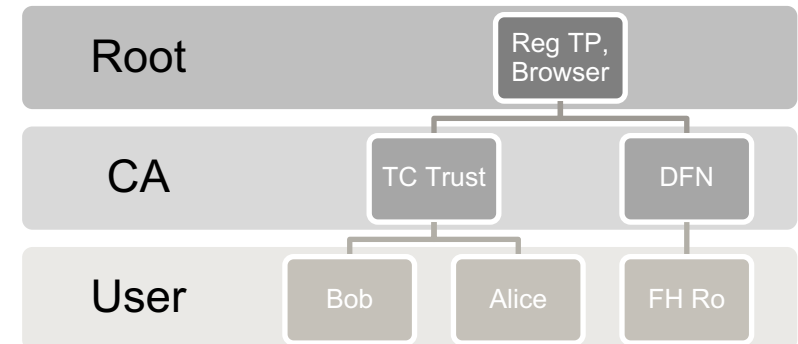 Root
Reg TP,
Browser
CA
TC Trust
DFN
User
Bob
Alice
FH Ro